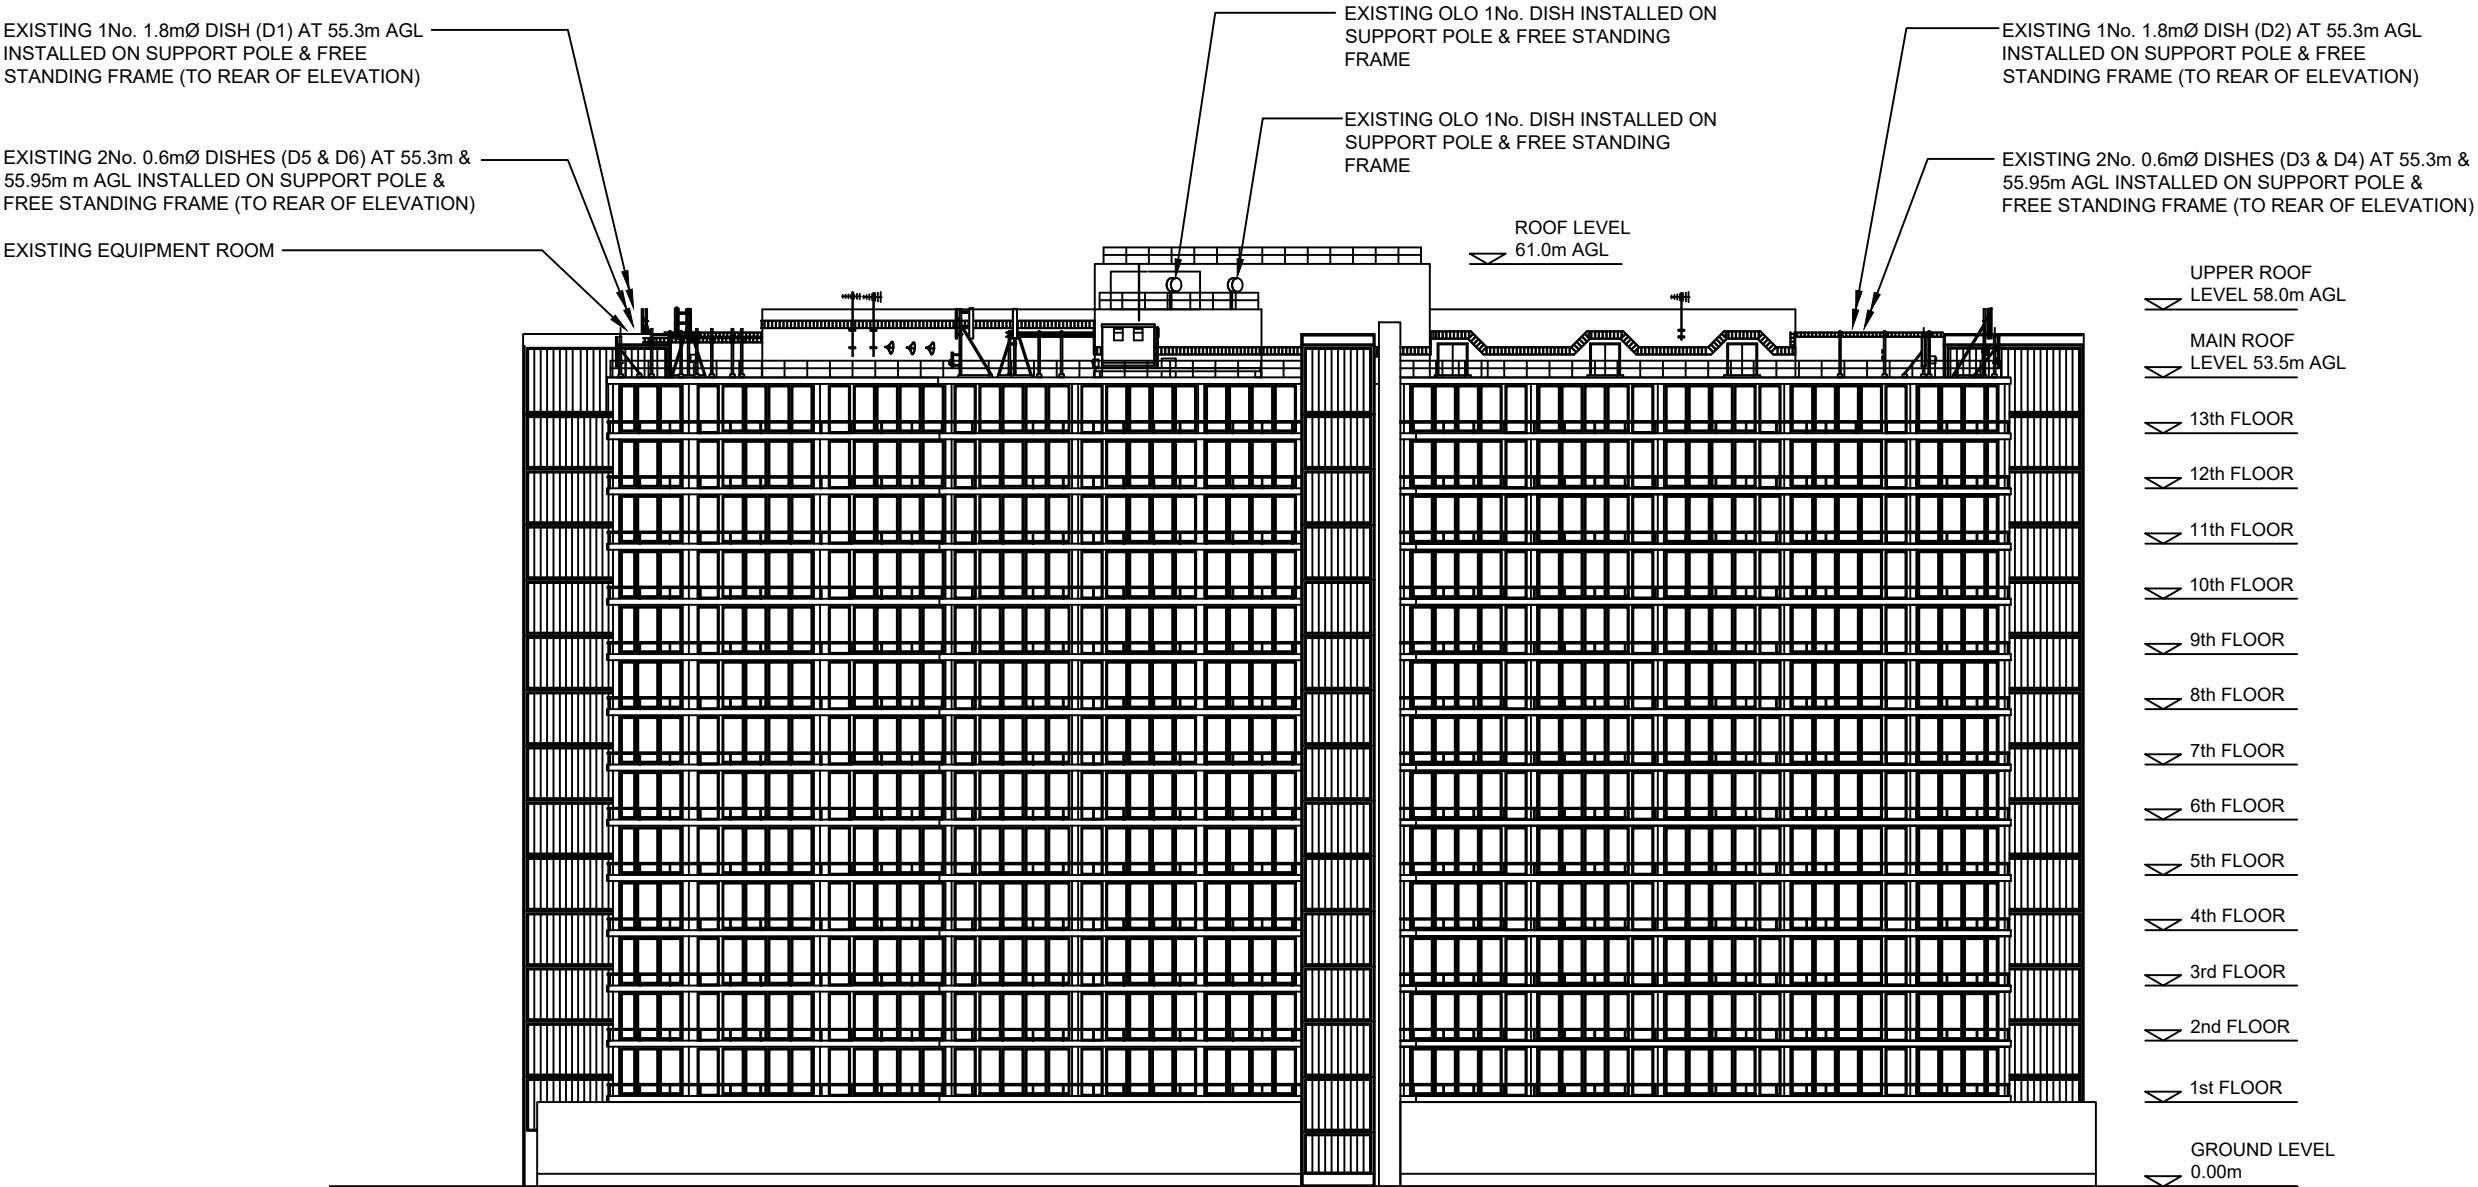 EXISTING 1No. 1.8mØ DISH (D1) AT 55.3m AGL
INSTALLED ON SUPPORT POLE & FREE
STANDING FRAME (TO REAR OF ELEVATION)
EXISTING 2No. 0.6mØ DISHES (D5 & D6) AT 55.3m &
55.95m m AGL INSTALLED ON SUPPORT POLE &
FREE STANDING FRAME (TO REAR OF ELEVATION)
EXISTING EQUIPMENT ROOM
EXISTING OLO 1No. DISH INSTALLED ON
SUPPORT POLE & FREE STANDING
FRAME
EXISTING OLO 1No. DISH INSTALLED ON
SUPPORT POLE & FREE STANDING
FRAME
EXISTING 1No. 1.8mØ DISH (D2) AT 55.3m AGL
INSTALLED ON SUPPORT POLE & FREE
STANDING FRAME (TO REAR OF ELEVATION)
EXISTING 2No. 0.6mØ DISHES (D3 & D4) AT 55.3m &
55.95m AGL INSTALLED ON SUPPORT POLE &
FREE STANDING FRAME (TO REAR OF ELEVATION)
ROOF LEVEL
61.0m AGL
UPPER ROOF
LEVEL 58.0m AGL
MAIN ROOF
LEVEL 53.5m AGL
13th FLOOR
12th FLOOR
11th FLOOR
10th FLOOR
9th FLOOR
8th FLOOR
7th FLOOR
6th FLOOR
5th FLOOR
4th FLOOR
3rd FLOOR
2nd FLOOR
1st FLOOR
GROUND LEVEL
0.00m